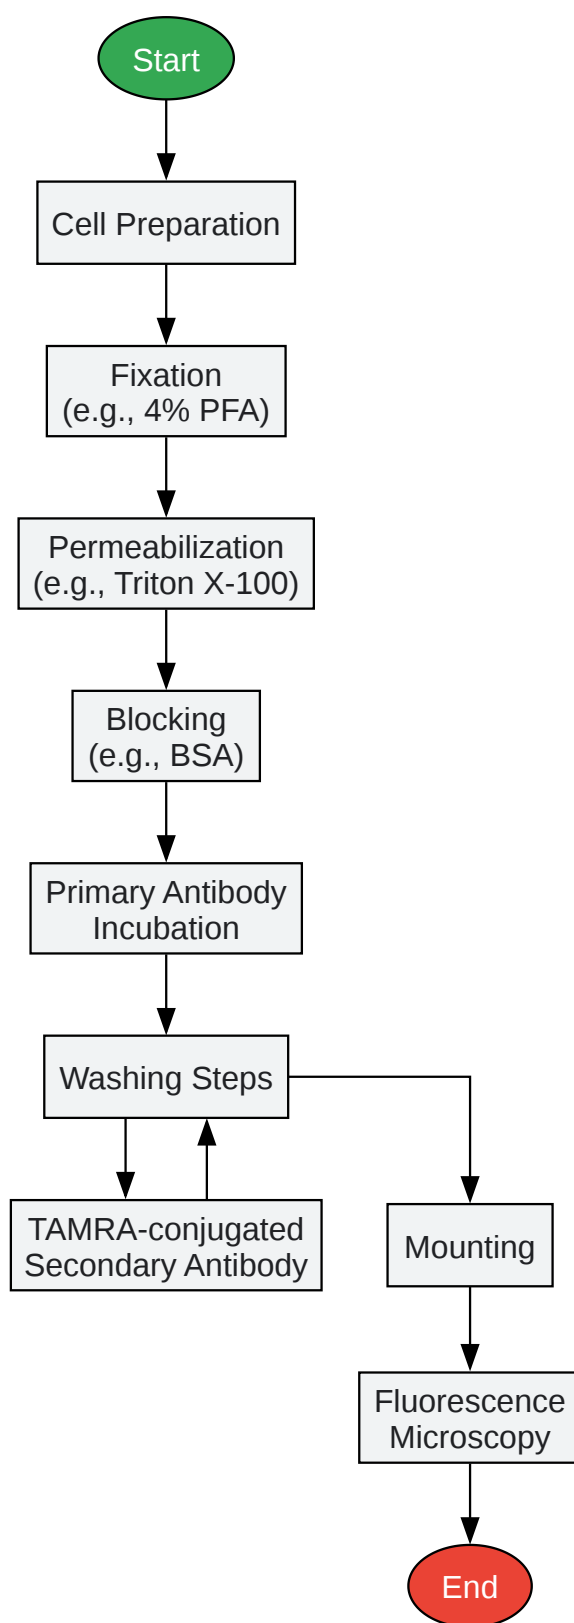 Start
Cell Preparation
Fixation
(e.g., 4% PFA)
Permeabilization
(e.g., Triton X-100)
Blocking
(e.g., BSA)
Primary Antibody
Incubation
Washing Steps
TAMRA-conjugated
Secondary Antibody
Mounting
Fluorescence
Microscopy
End